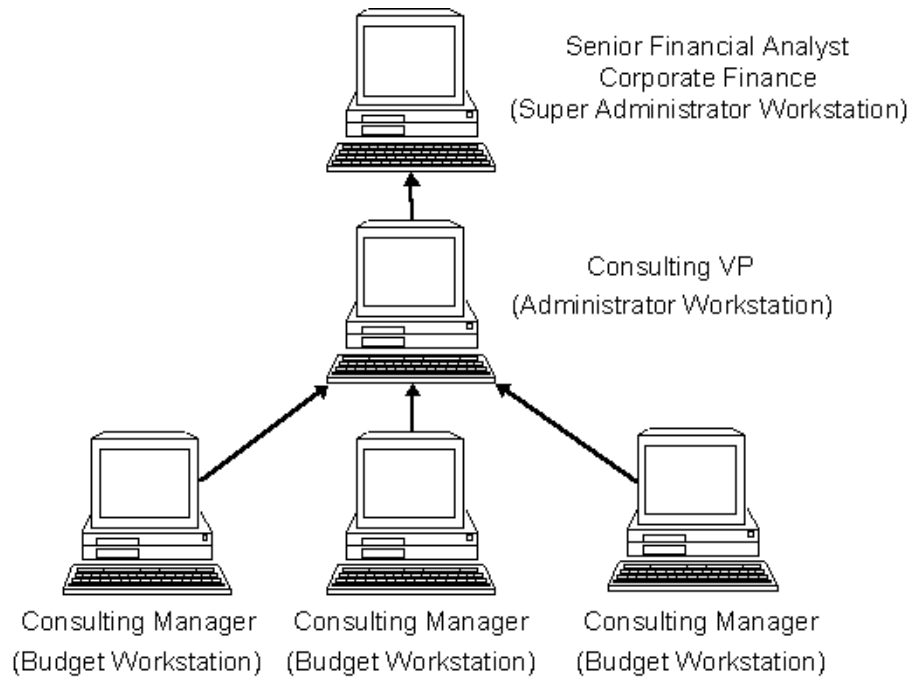 Senior Financial Analyst
Corporate Finance
(Super Administrator Workstation)
Consulting VP
(Administrator Workstation)
Consulting Manager
(Budget Workstation)
Consulting Manager
(Budget Workstation)
Consulting Manager
(Budget Workstation)